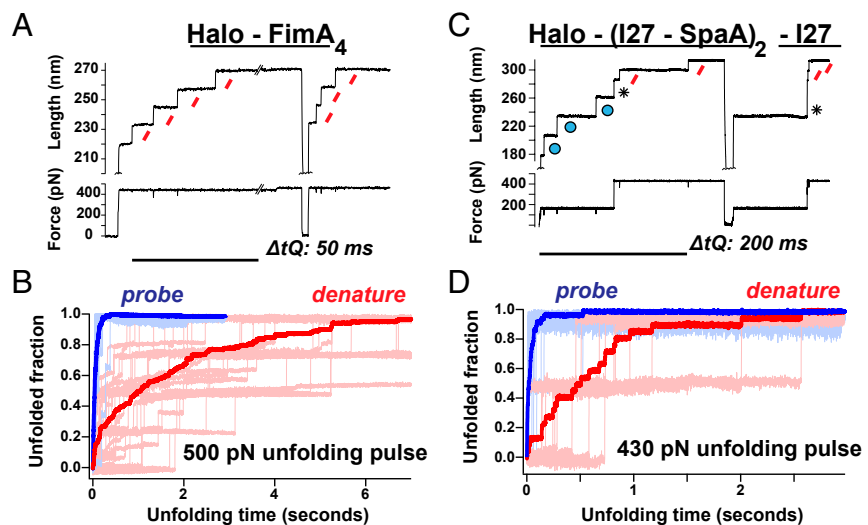 A
Halo - FimA4
Length (nm)
270
260
250
240
230
Force (pN)
400
200
0
ΔtQ: 50 ms
B
probe
denature
Unfolded fraction
1.0
0.8
0.6
0.4
0.2
0.0
500 pN unfolding pulse
0 2 4 6
Unfolding time (seconds)
C
Halo - (I27 - SpaA)2 - I27
Length (nm)
300
260
220
180
*
*
Force (pN)
400
200
ΔtQ: 200 ms
D
probe
denature
Unfolded fraction
1.0
0.8
0.6
0.4
0.2
0.0
430 pN unfolding pulse
0 1 2
Unfolding time (seconds)